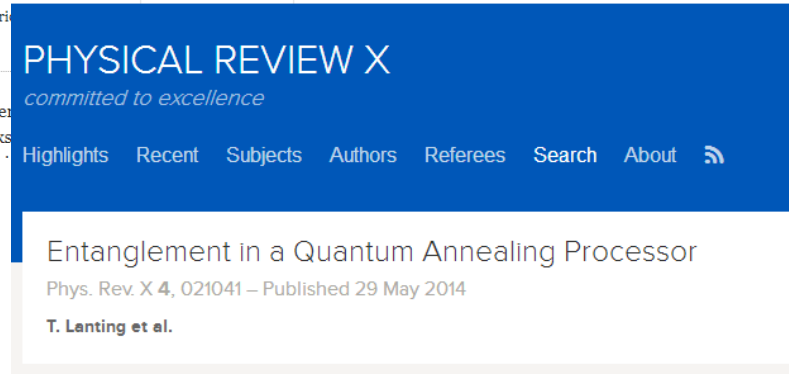 PHYSICAL REVIEW X
committed to excellence
Highlights Recent Subjects Authors Referees Search About
Entanglement in a Quantum Annealing Processor
Phys. Rev. X 4, 021041 – Published 29 May 2014
T. Lanting et al.